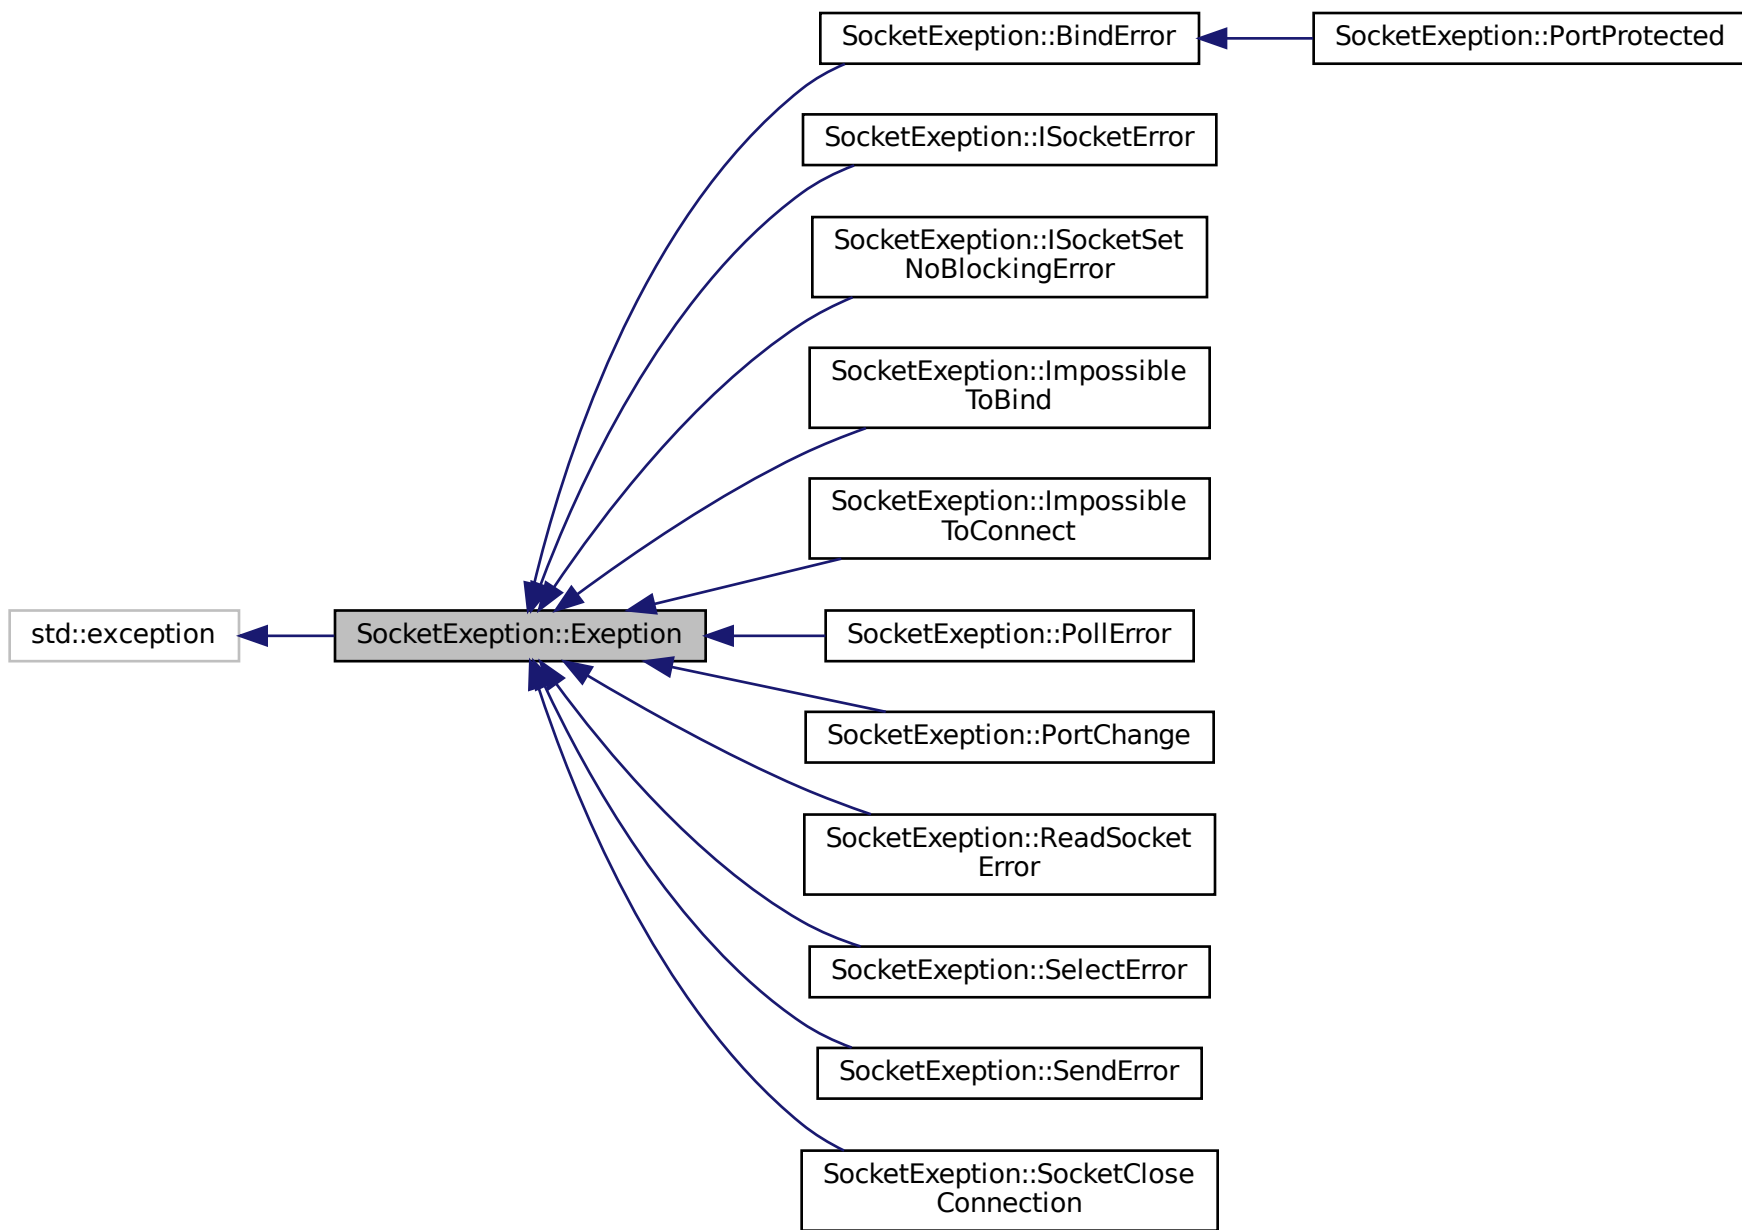 SocketExeption::BindError
SocketExeption::PortProtected
SocketExeption::ISocketError
SocketExeption::ISocketSet
NoBlockingError
SocketExeption::Impossible
ToBind
SocketExeption::Impossible
ToConnect
std::exception
SocketExeption::Exeption
SocketExeption::PollError
SocketExeption::PortChange
SocketExeption::ReadSocket
Error
SocketExeption::SelectError
SocketExeption::SendError
SocketExeption::SocketClose
Connection